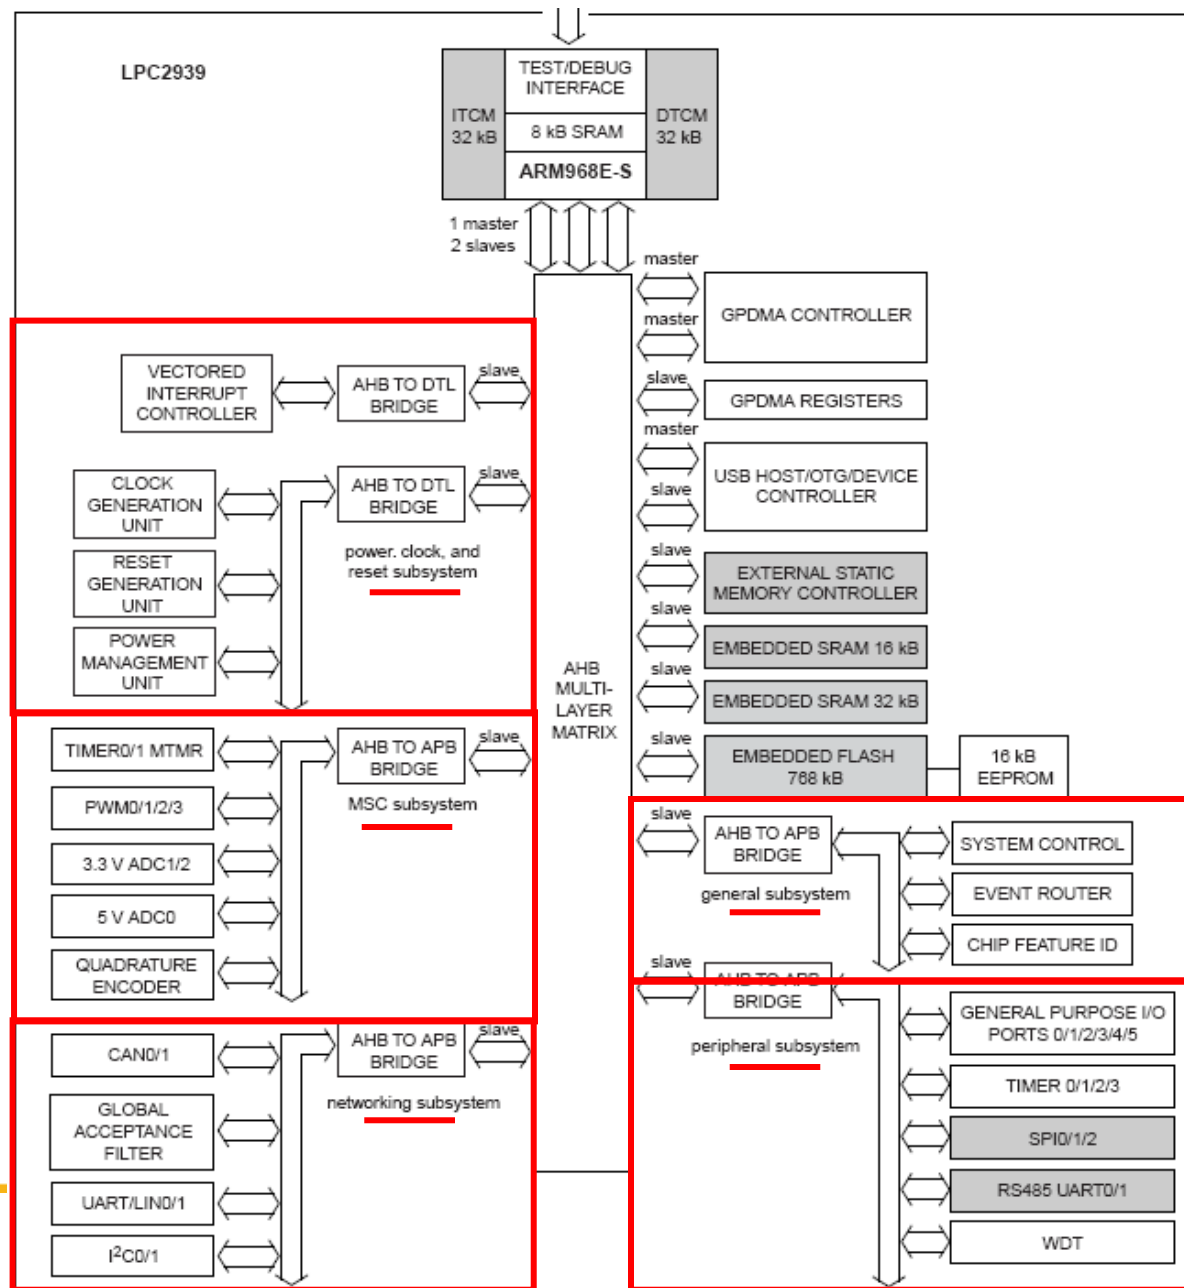 LPC2939
TEST/DEBUG
INTERFACE
ITCM
32 kB
8 kB SRAM
DTCM
32 kB
ARM968E-S
1 master
2 slaves
master
GPDMA CONTROLLER
master
slave
GPDMA REGISTERS
master
USB HOST/OTG/DEVICE
CONTROLLER
slave
slave
EXTERNAL STATIC
MEMORY CONTROLLER
slave
EMBEDDED SRAM 16 kB
slave
EMBEDDED SRAM 32 kB
slave
EMBEDDED FLASH
768 kB
16 kB
EEPROM
AHB
MULTI-
LAYER
MATRIX
VECTORED
INTERRUPT
CONTROLLER
AHB TO DTL
BRIDGE
slave
CLOCK
GENERATION
UNIT
AHB TO DTL
BRIDGE
slave
power, clock, and
reset subsystem
RESET
GENERATION
UNIT
POWER
MANAGEMENT
UNIT
TIMER0/1 MTMR
AHB TO APB
BRIDGE
slave
MSC subsystem
PWM0/1/2/3
3.3 V ADC1/2
5 V ADC0
QUADRATURE
ENCODER
slave
AHB TO APB
BRIDGE
general subsystem
SYSTEM CONTROL
EVENT ROUTER
CHIP FEATURE ID
slave
AHB TO APB
BRIDGE
peripheral subsystem
GENERAL PURPOSE I/O
PORTS 0/1/2/3/4/5
TIMER 0/1/2/3
SPI0/1/2
RS485 UART0/1
WDT
CAN0/1
AHB TO APB
BRIDGE
slave
networking subsystem
GLOBAL
ACCEPTANCE
FILTER
UART/LIN0/1
I²C0/1